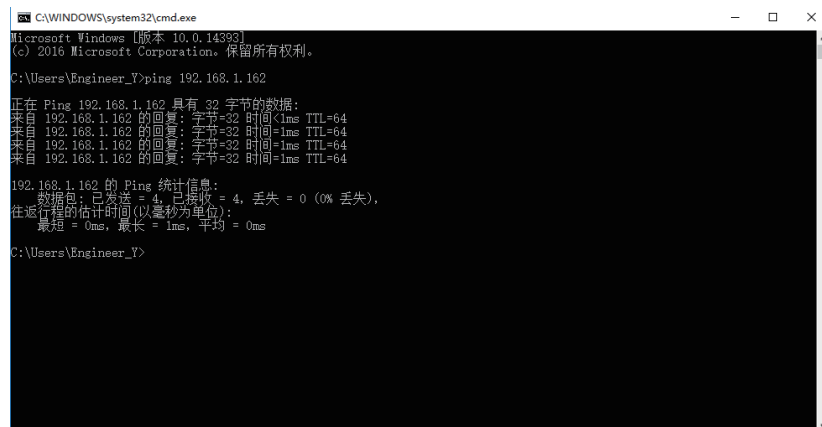 C:\WINDOWS\system32\cmd.exe
Microsoft Windows [版本 10.0.14393]
(c) 2016 Microsoft Corporation。保留所有权利。
C:\Users\Engineer_Y>ping 192.168.1.162
正在 Ping 192.168.1.162 具有 32 字节的数据:
来自 192.168.1.162 的回复: 字节=32 时间<1ms TTL=64
来自 192.168.1.162 的回复: 字节=32 时间=1ms TTL=64
来自 192.168.1.162 的回复: 字节=32 时间=1ms TTL=64
来自 192.168.1.162 的回复: 字节=32 时间=1ms TTL=64
192.168.1.162 的 Ping 统计信息:
数据包: 已发送 = 4，已接收 = 4，丢失 = 0 (0% 丢失)，
往返行程的估计时间(以毫秒为单位):
最短 = 0ms，最长 = 1ms，平均 = 0ms
C:\Users\Engineer_Y>